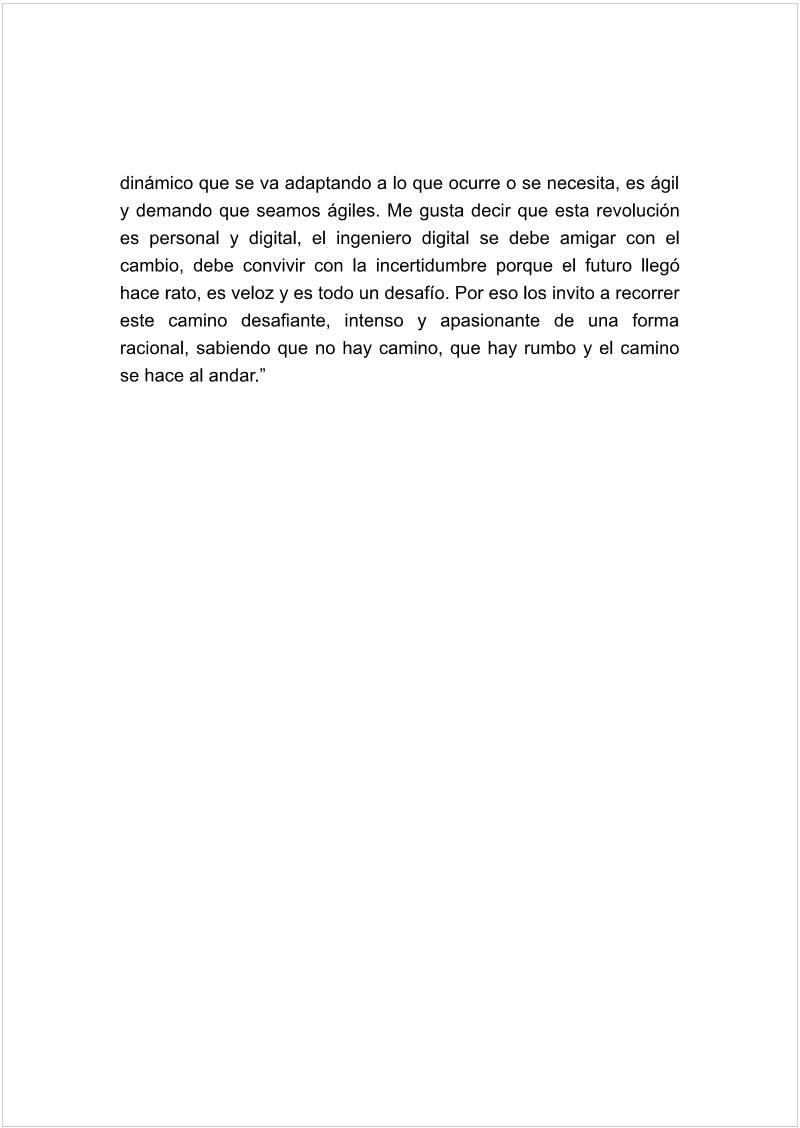 dinámico que se va adaptando a lo que ocurre o se necesita, es ágil
y demando que seamos ágiles. Me gusta decir que esta revolución
es personal y digital, el ingeniero digital se debe amigar con el
cambio, debe convivir con la incertidumbre porque el futuro llegó
hace rato, es veloz y es todo un desafío. Por eso los invito a recorrer
este camino desafiante, intenso y apasionante de una forma
racional, sabiendo que no hay camino, que hay rumbo y el camino
se hace al andar.”